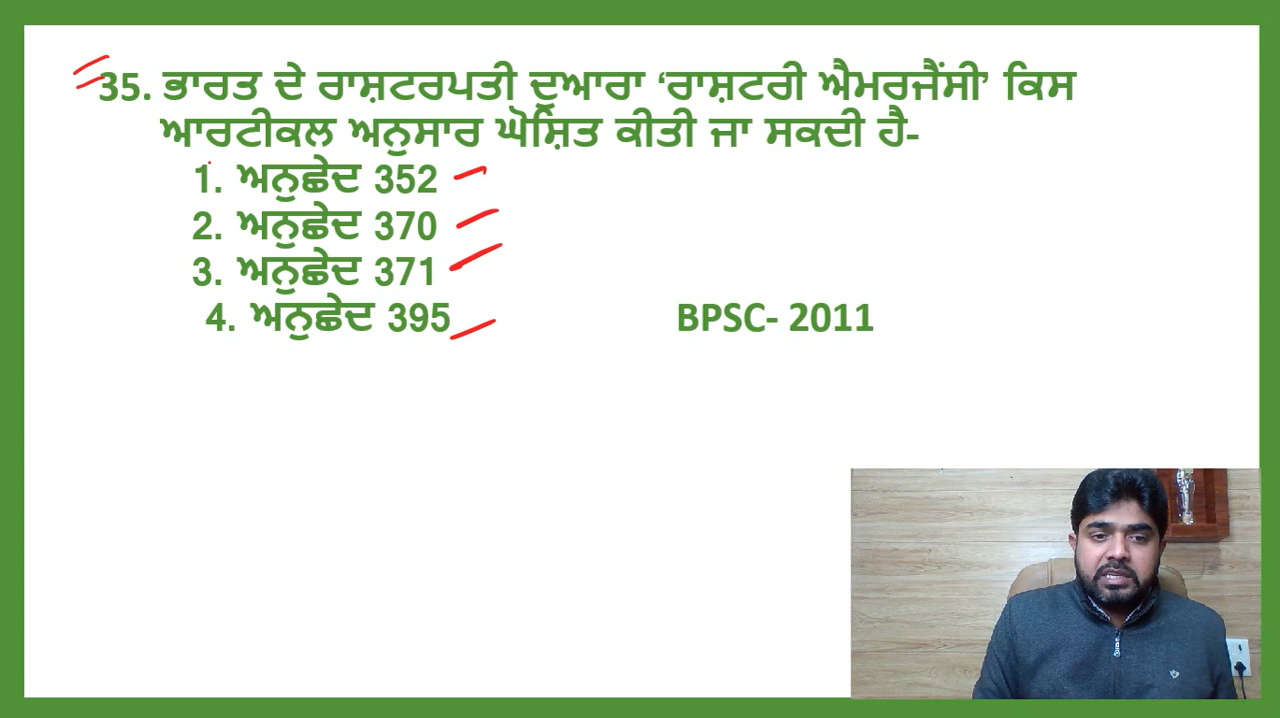 35. ਭਾਰਤ ਦੇ ਰਾਸ਼ਟਰਪਤੀ ਦੁਆਰਾ ‘ਰਾਸ਼ਟਰੀ ਐਮਰਜੈਂਸੀ’ ਕਿਸ
ਆਰਟੀਕਲ ਅਨੁਸਾਰ ਘੋਸ਼ਿਤ ਕੀਤੀ ਜਾ ਸਕਦੀ ਹੈ-
1. ਅਨੁਛੇਦ 352
2. ਅਨੁਛੇਦ 370
3. ਅਨੁਛੇਦ 371
4. ਅਨੁਛੇਦ 395 BPSC- 2011